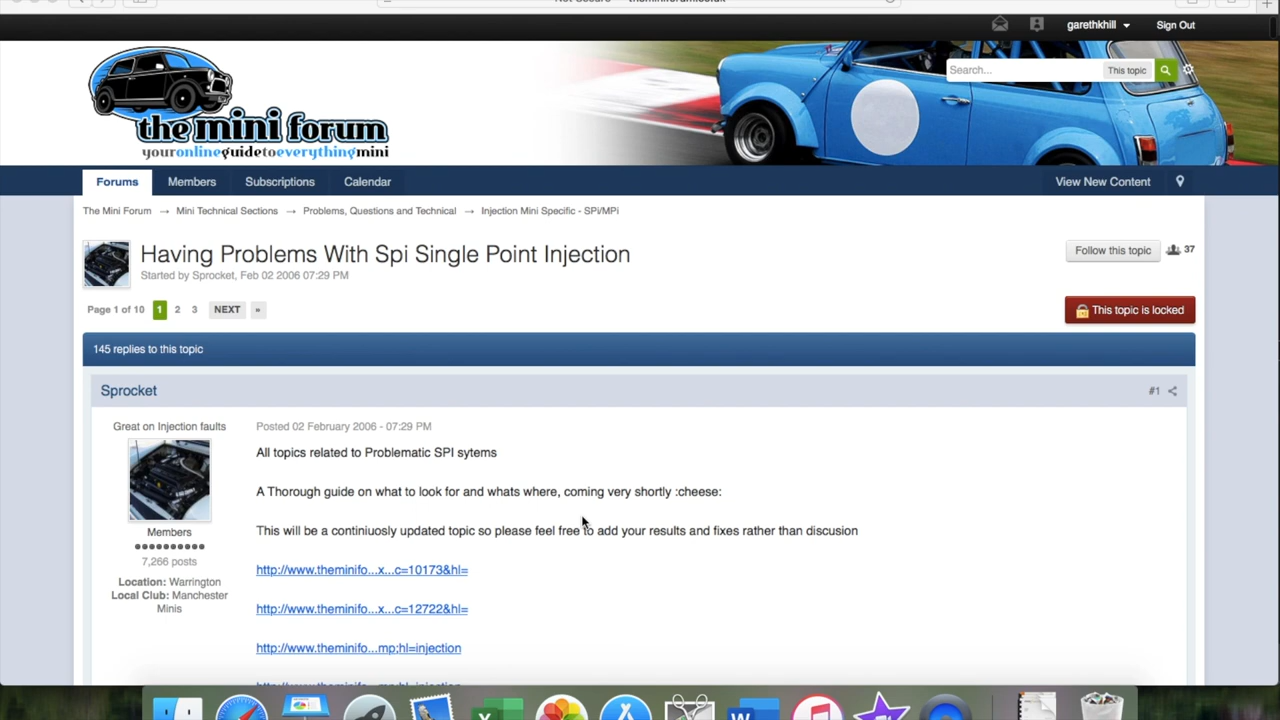 garethkhill
Sign Out
Search...
This topic
the mini forum
youronlineguidetoeverythingmini
Forums Members Subscriptions Calendar
View New Content
The Mini Forum → Mini Technical Sections → Problems, Questions and Technical → Injection Mini Specific - SPi/MPi
Having Problems With Spi Single Point Injection
Started by Sprocket, Feb 02 2006 07:29 PM
Follow this topic
37
Page 1 of 10 1 2 3 NEXT »
This topic is locked
145 replies to this topic
Sprocket
#1
Great on Injection faults
Members
7,266 posts
Location: Warrington
Local Club: Manchester
Minis
Posted 02 February 2006 - 07:29 PM
All topics related to Problematic SPI sytems
A Thorough guide on what to look for and whats where, coming very shortly :cheese:
This will be a continiuosly updated topic so please feel free to add your results and fixes rather than discusion
http://www.theminifo...x...c=10173&hl=
http://www.theminifo...x...c=12722&hl=
http://www.theminifo...mp;hl=injection